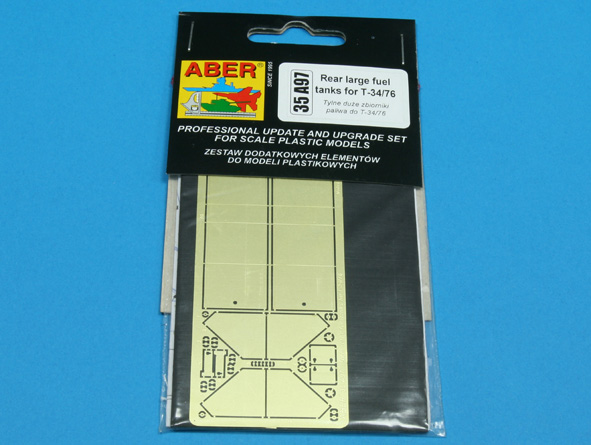 ABER®
SINCE 1995
35 A97
Rear large fuel
tanks for T-34/76
Tylne duże zbiorniki
paliwa do T-34/76
PROFESSIONAL UPDATE AND UPGRADE SET
FOR SCALE PLASTIC MODELS
ZESTAW DODATKOWYCH ELEMENTÓW
DO MODELI PLASTIKOWYCH